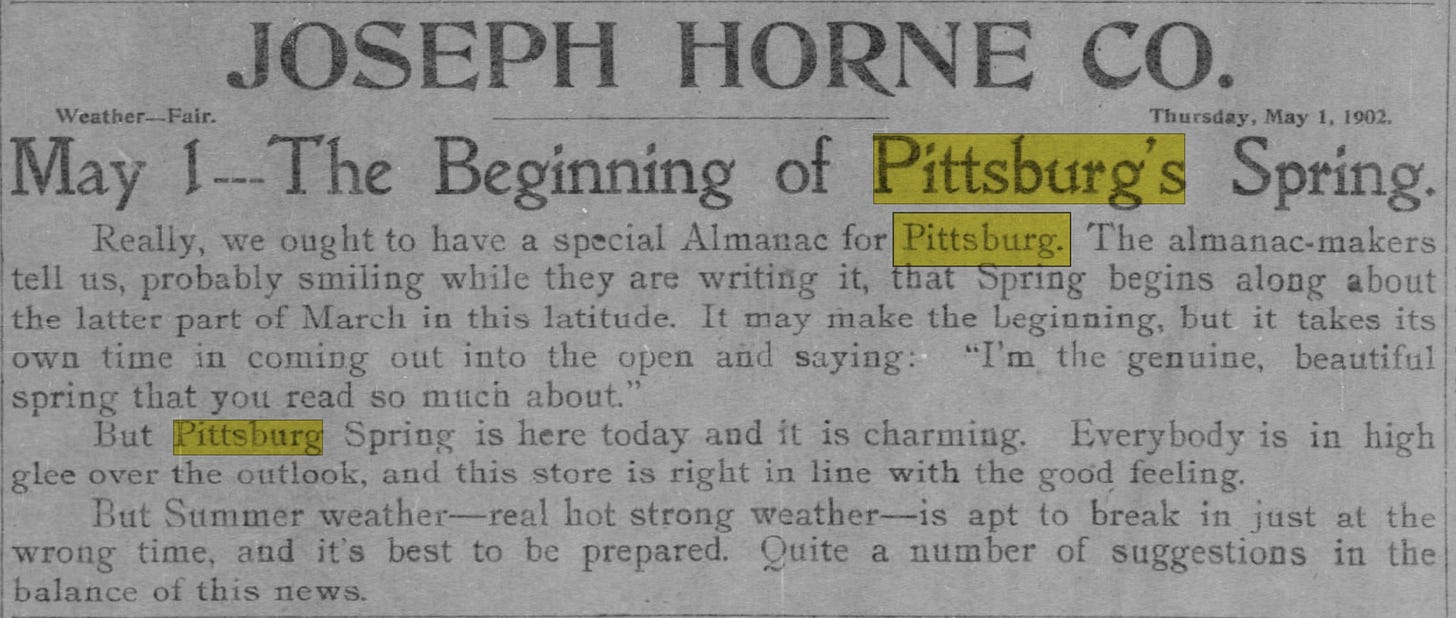 JOSEPH HORNE CO.
Weather—Fair.
Thursday, May 1, 1902.
May 1---The Beginning of Pittsburg's Spring.
Really, we ought to have a special Almanac for Pittsburg. The almanac-makers
tell us, probably smiling while they are writing it, that Spring begins along about
the latter part of March in this latitude. It may make the beginning, but it takes its
own time in coming out into the open and saying: "I'm the genuine, beautiful
spring that you read so much about."
But Pittsburg Spring is here today and it is charming. Everybody is in high
glee over the outlook, and this store is right in line with the good feeling.
But Summer weather—real hot strong weather—is apt to break in just at the
wrong time, and it's best to be prepared. Quite a number of suggestions in the
balance of this news.